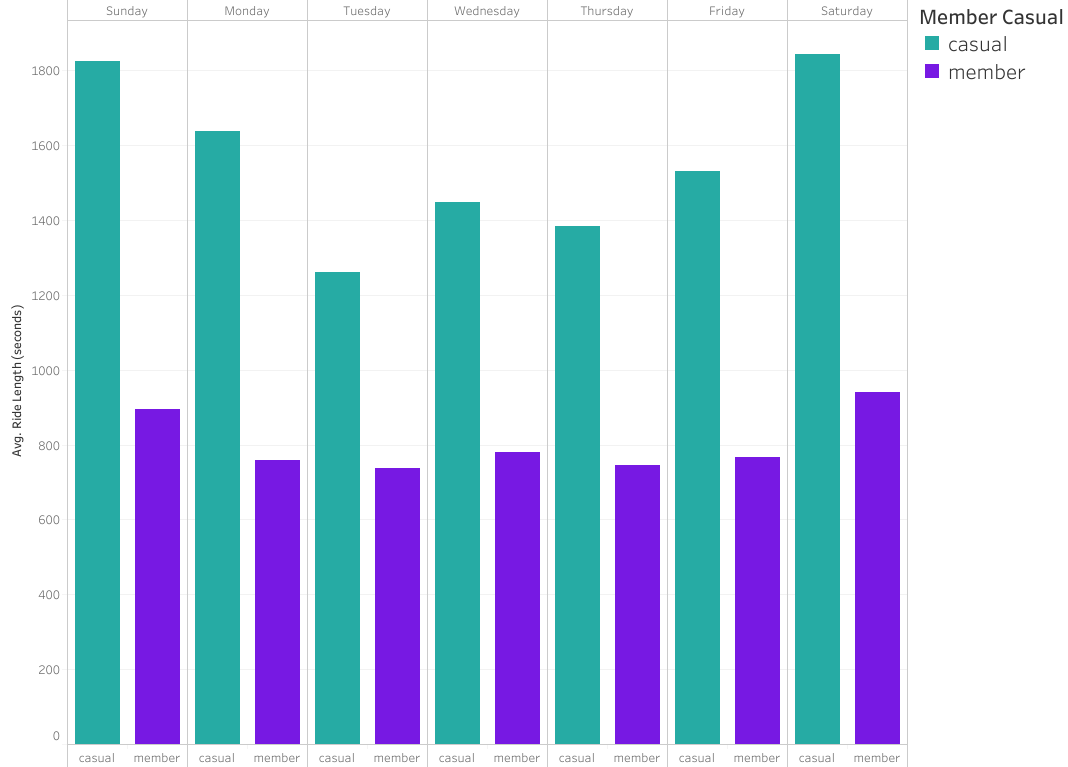 Sunday Monday Tuesday Wednesday Thursday Friday Saturday
Member Casual
casual
member
Avg. Ride Length (seconds)
1800
1600
1400
1200
1000
800
600
400
200
0
casual member casual member casual member casual member casual member casual member casual member